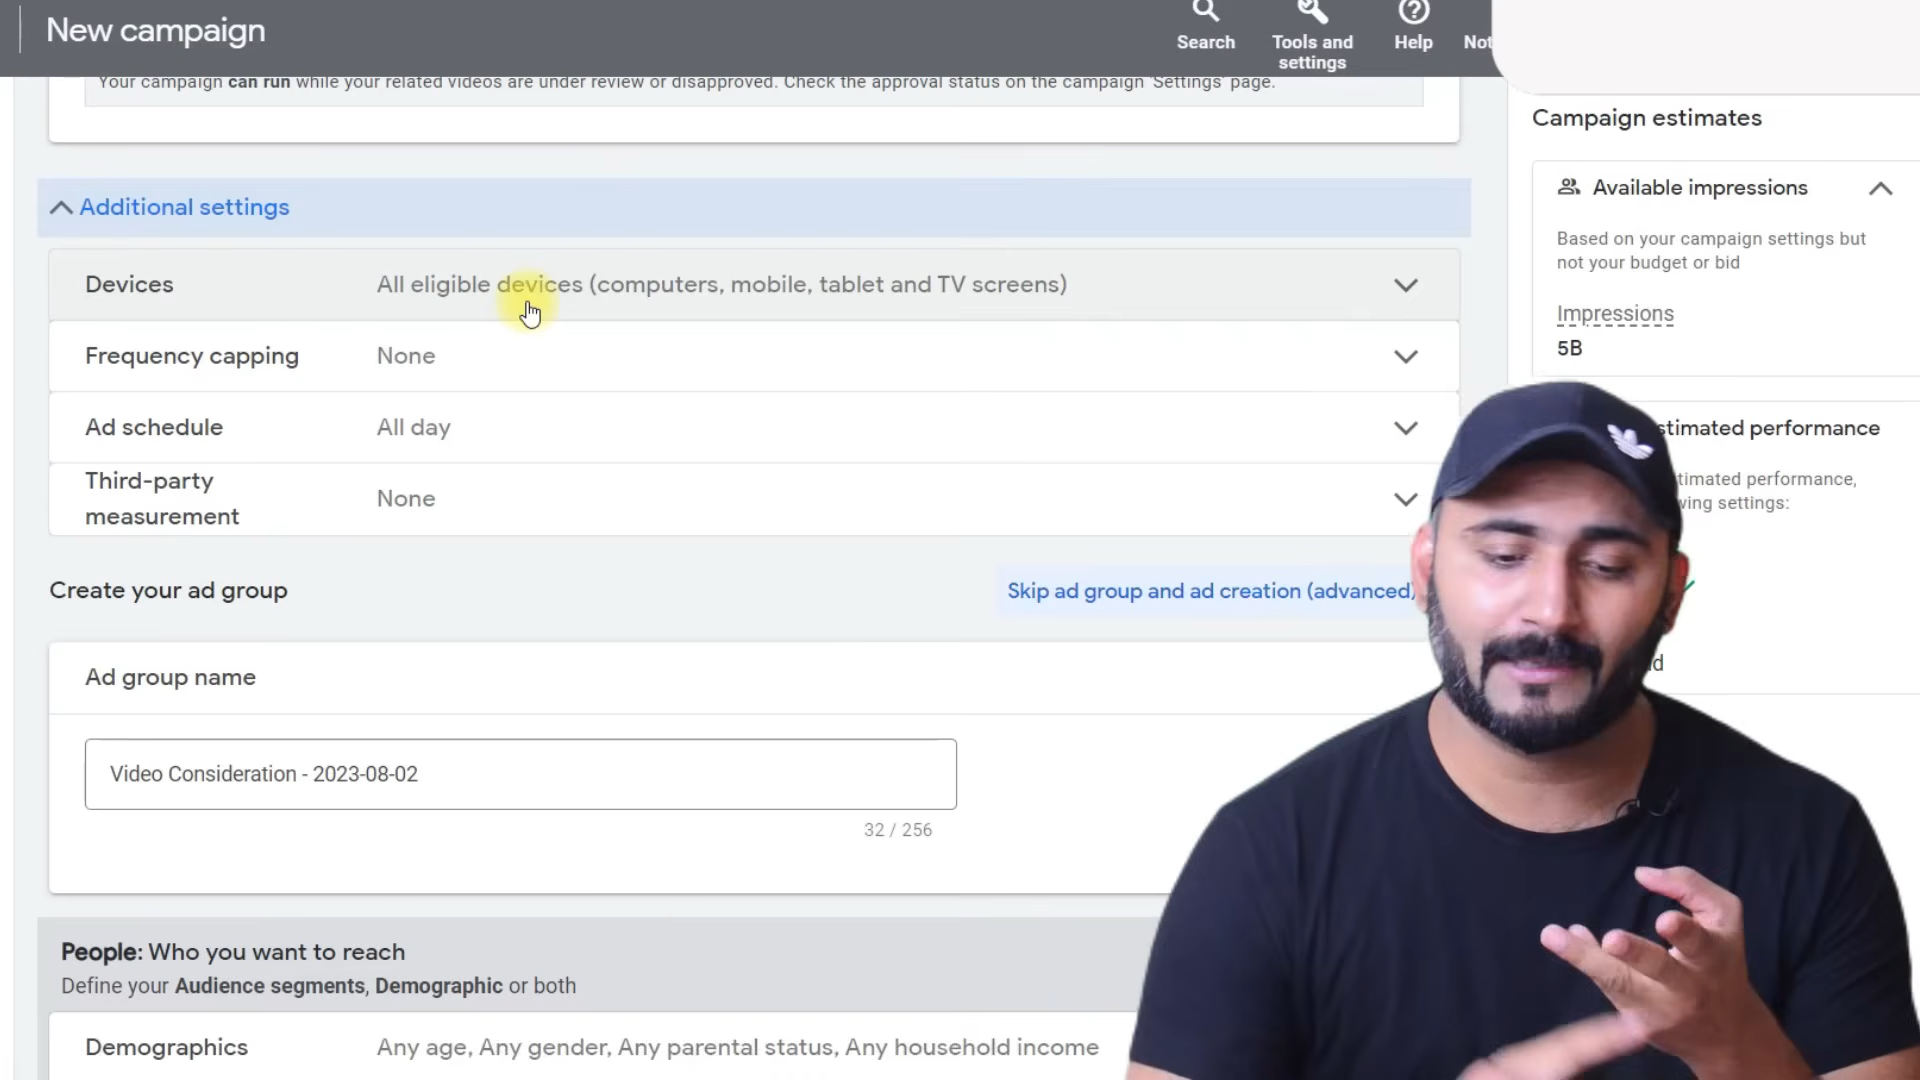 New campaign
Search
Tools and settings
Help
Not
Your campaign can run while your related videos are under review or disapproved. Check the approval status on the campaign 'Settings' page.
Additional settings
Devices
All eligible devices (computers, mobile, tablet and TV screens)
Frequency capping
None
Ad schedule
All day
Third-party measurement
None
Create your ad group
Skip ad group and ad creation (advanced)
Ad group name
Video Consideration - 2023-08-02
32 / 256
People: Who you want to reach
Define your Audience segments, Demographic or both
Demographics
Any age, Any gender, Any parental status, Any household income
Campaign estimates
Available impressions
Based on your campaign settings but
not your budget or bid
Impressions
5B
stimated performance
timated performance,
wing settings: